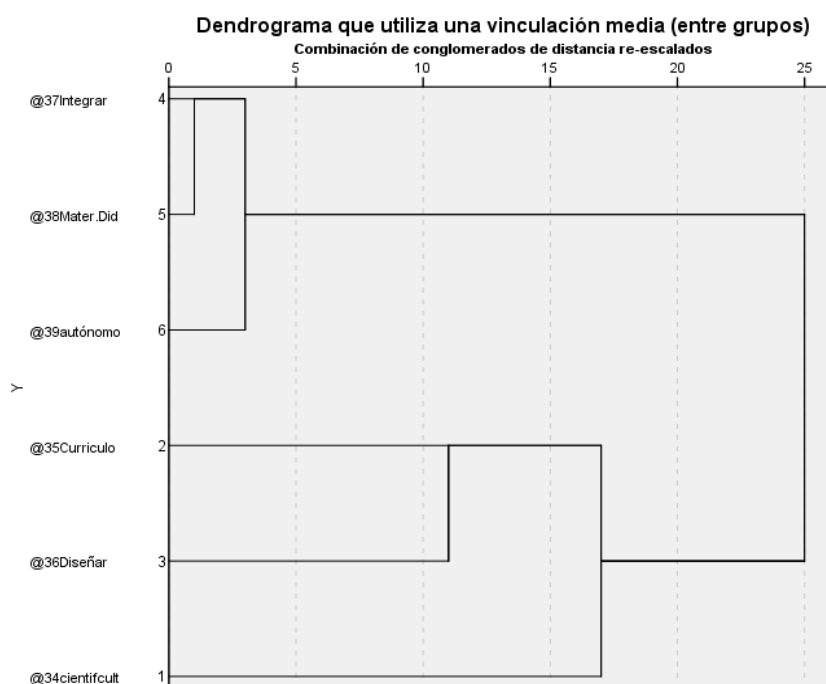 Dendrograma que utiliza una vinculación media (entre grupos)
Combinación de conglomerados de distancia re-escalados
0 5 10 15 20 25
@37Integrar 4
@38Mater.Did 5
@39autónomo 6
Y
@35Curriculo 2
@36Diseñar 3
@34cientifcult 1